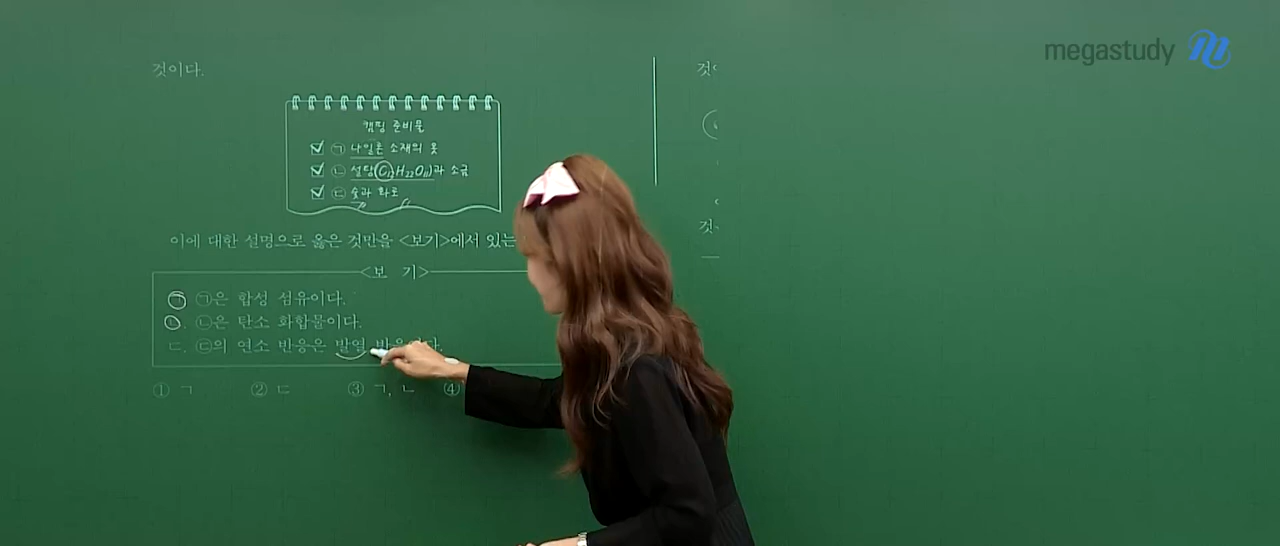 megastudy
것이다.
캠핑 준비물
㉠ 나일론 소재의 옷
㉡ 설탕(C₁₂H₂₂O₁₁)과 소금
㉢ 숯과 화로
이에 대한 설명으로 옳은 것만을 <보기>에서 있는
<보 기>
ㄱ. ㉠은 합성 섬유이다.
ㄴ. ㉡은 탄소 화합물이다.
ㄷ. ㉢의 연소 반응은 발열
① ㄱ ② ㄷ ③ ㄱ, ㄴ ④